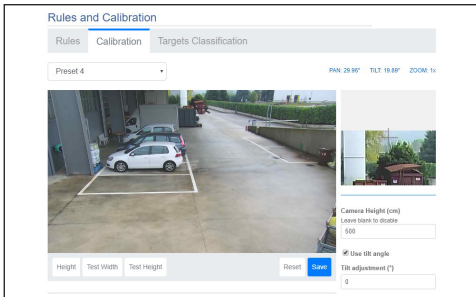 Rules and Calibration
Rules Calibration Targets Classification
Preset 4 PAN: 29.96° TILT: 19.89° ZOOM: 1x
Camera Height (cm)
Leave blank to disable
500
Use tilt angle
Height Test Width Test Height Reset Save Tilt adjustment (°)
0